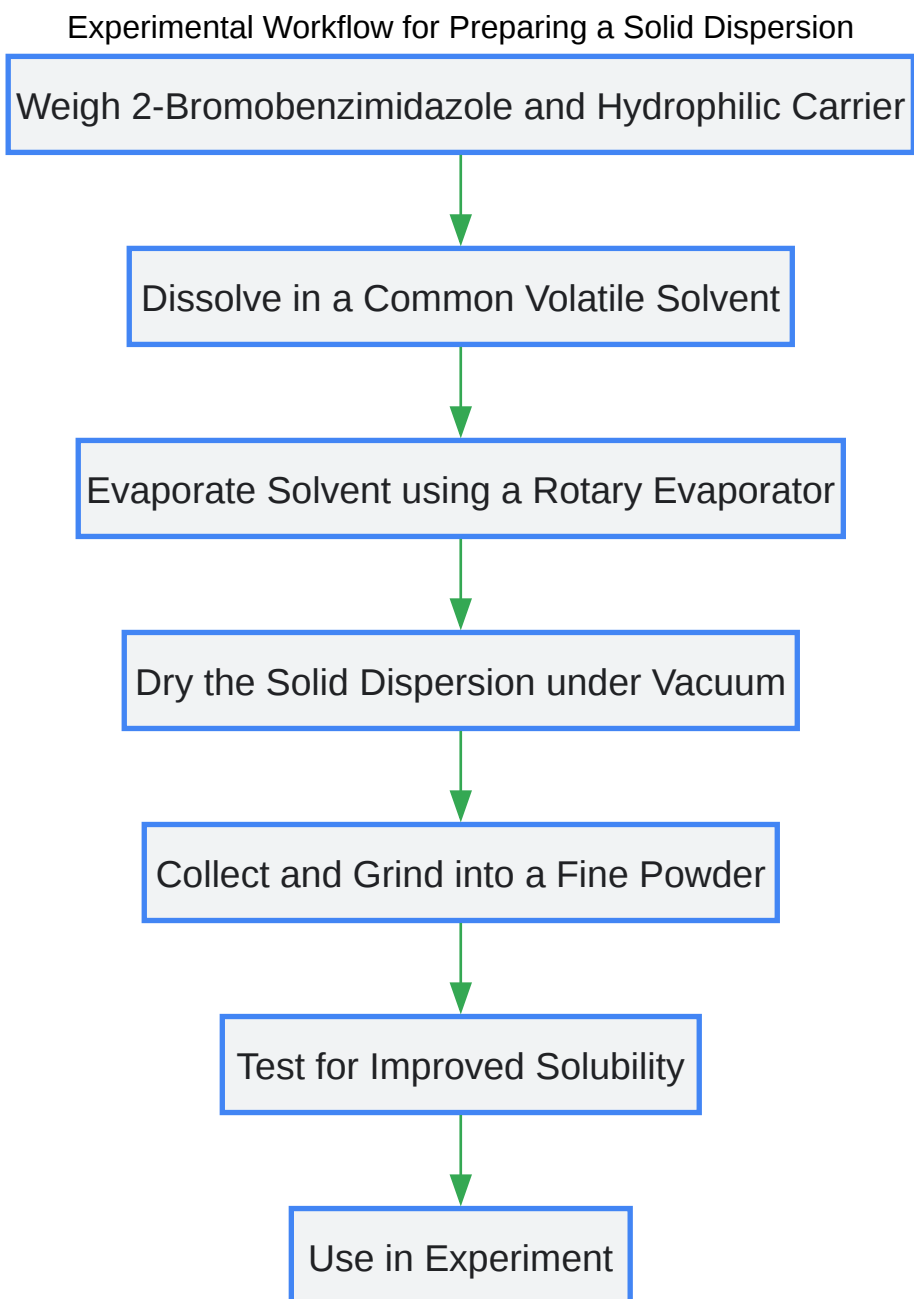 Experimental Workflow for Preparing a Solid Dispersion
Weigh 2-Bromobenzimidazole and Hydrophilic Carrier
Dissolve in a Common Volatile Solvent
Evaporate Solvent using a Rotary Evaporator
Dry the Solid Dispersion under Vacuum
Collect and Grind into a Fine Powder
Test for Improved Solubility
Use in Experiment